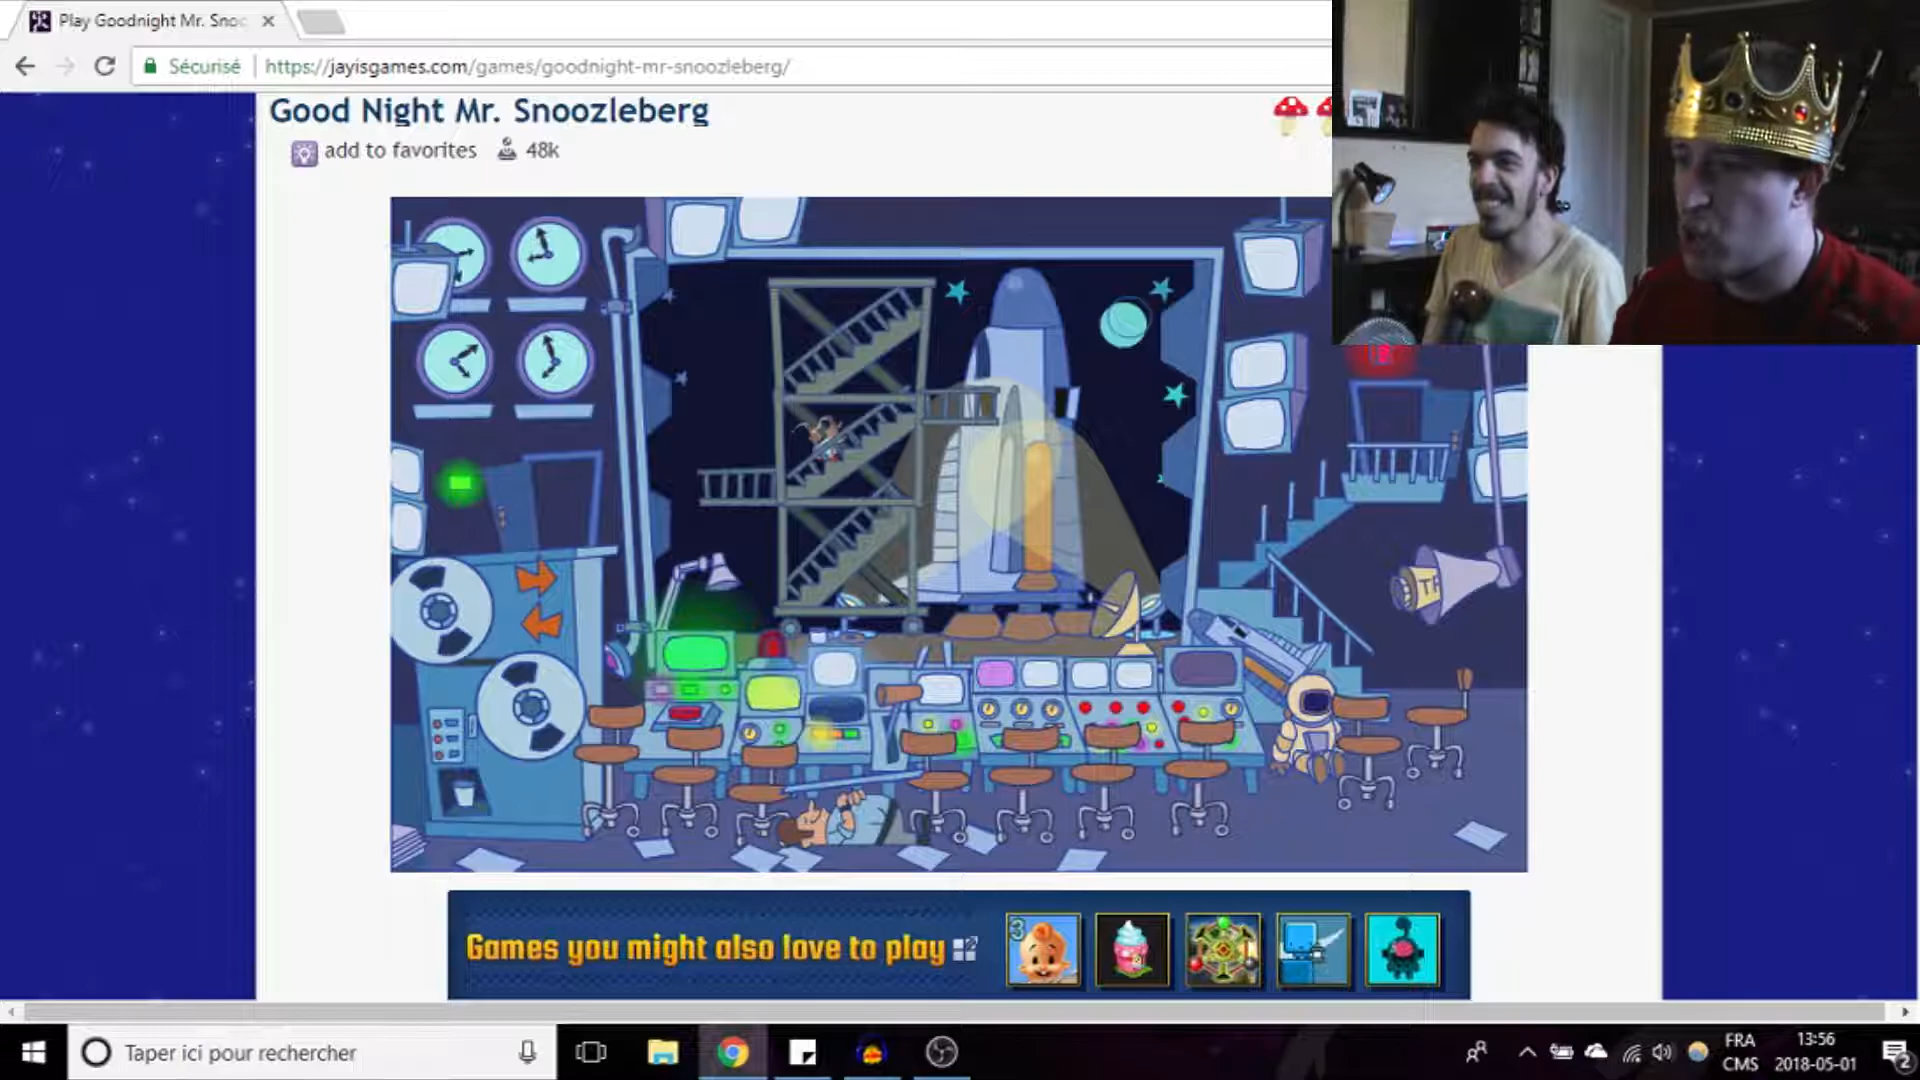 Play Goodnight Mr. Snoo
Sécurisé
https://jayisgames.com/games/goodnight-mr-snoozleberg/
Good Night Mr. Snoozleberg
add to favorites
48k
3
Games you might also love to play
Taper ici pour rechercher
FRA
CMS
13:56
2018-05-01
2